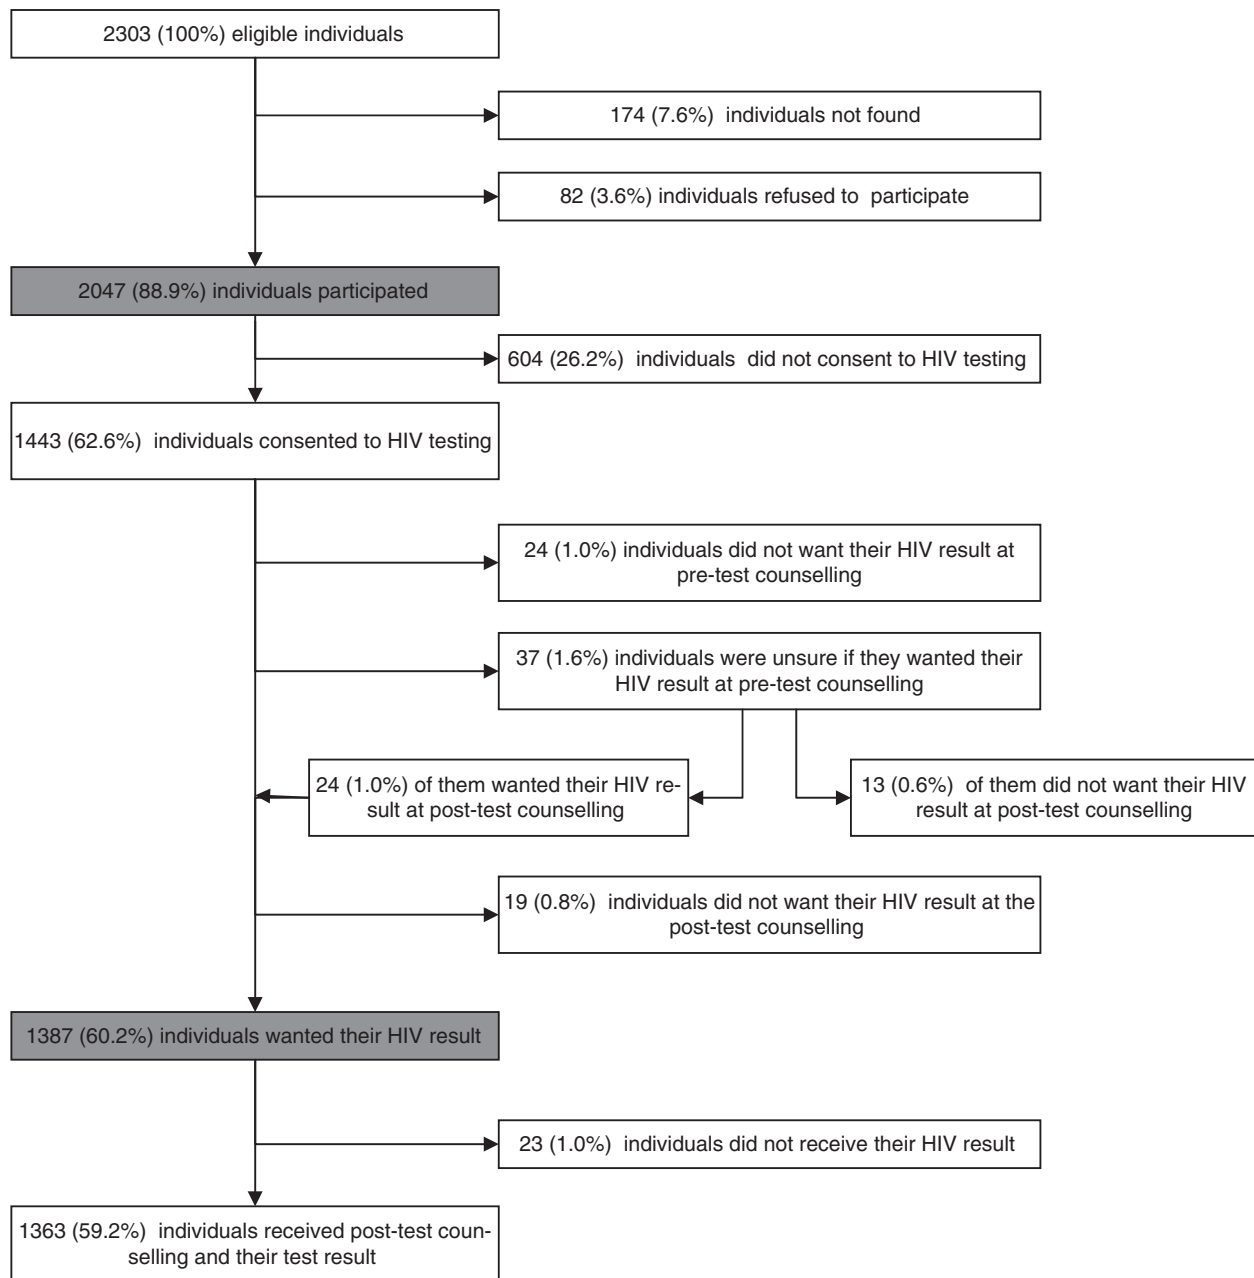 2303 (100%) eligible individuals
174 (7.6%) individuals not found
82 (3.6%) individuals refused to participate
2047 (88.9%) individuals participated
604 (26.2%) individuals did not consent to HIV testing
1443 (62.6%) individuals consented to HIV testing
24 (1.0%) individuals did not want their HIV result at
pre-test counselling
37 (1.6%) individuals were unsure if they wanted their
HIV result at pre-test counselling
24 (1.0%) of them wanted their HIV re-
sult at post-test counselling
13 (0.6%) of them did not want their HIV
result at post-test counselling
19 (0.8%) individuals did not want their HIV result at the
post-test counselling
1387 (60.2%) individuals wanted their HIV result
23 (1.0%) individuals did not receive their HIV result
1363 (59.2%) individuals received post-test coun-
selling and their test result